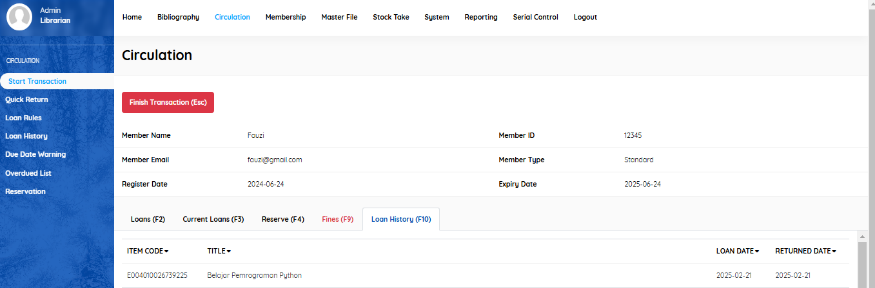 Admin
Librarian
Home Bibliography Circulation Membership Master File Stock Take System Reporting Serial Control Logout
CIRCULATION
Start Transaction
Quick Return
Loan Rules
Loan History
Due Date Warning
Overdued List
Reservation
Circulation
Finish Transaction (Esc)
Member Name Fauzi Member ID 12345
Member Email fauzi@gmail.com Member Type Standard
Register Date 2024-06-24 Expiry Date 2025-06-24
Loans (F2) Current Loans (F3) Reserve (F4) Fines (F9) Loan History (F10)
ITEM CODE TITLE LOAN DATE RETURNED DATE
E004010026739225 Belajar Pemrograman Python 2025-02-21 2025-02-21